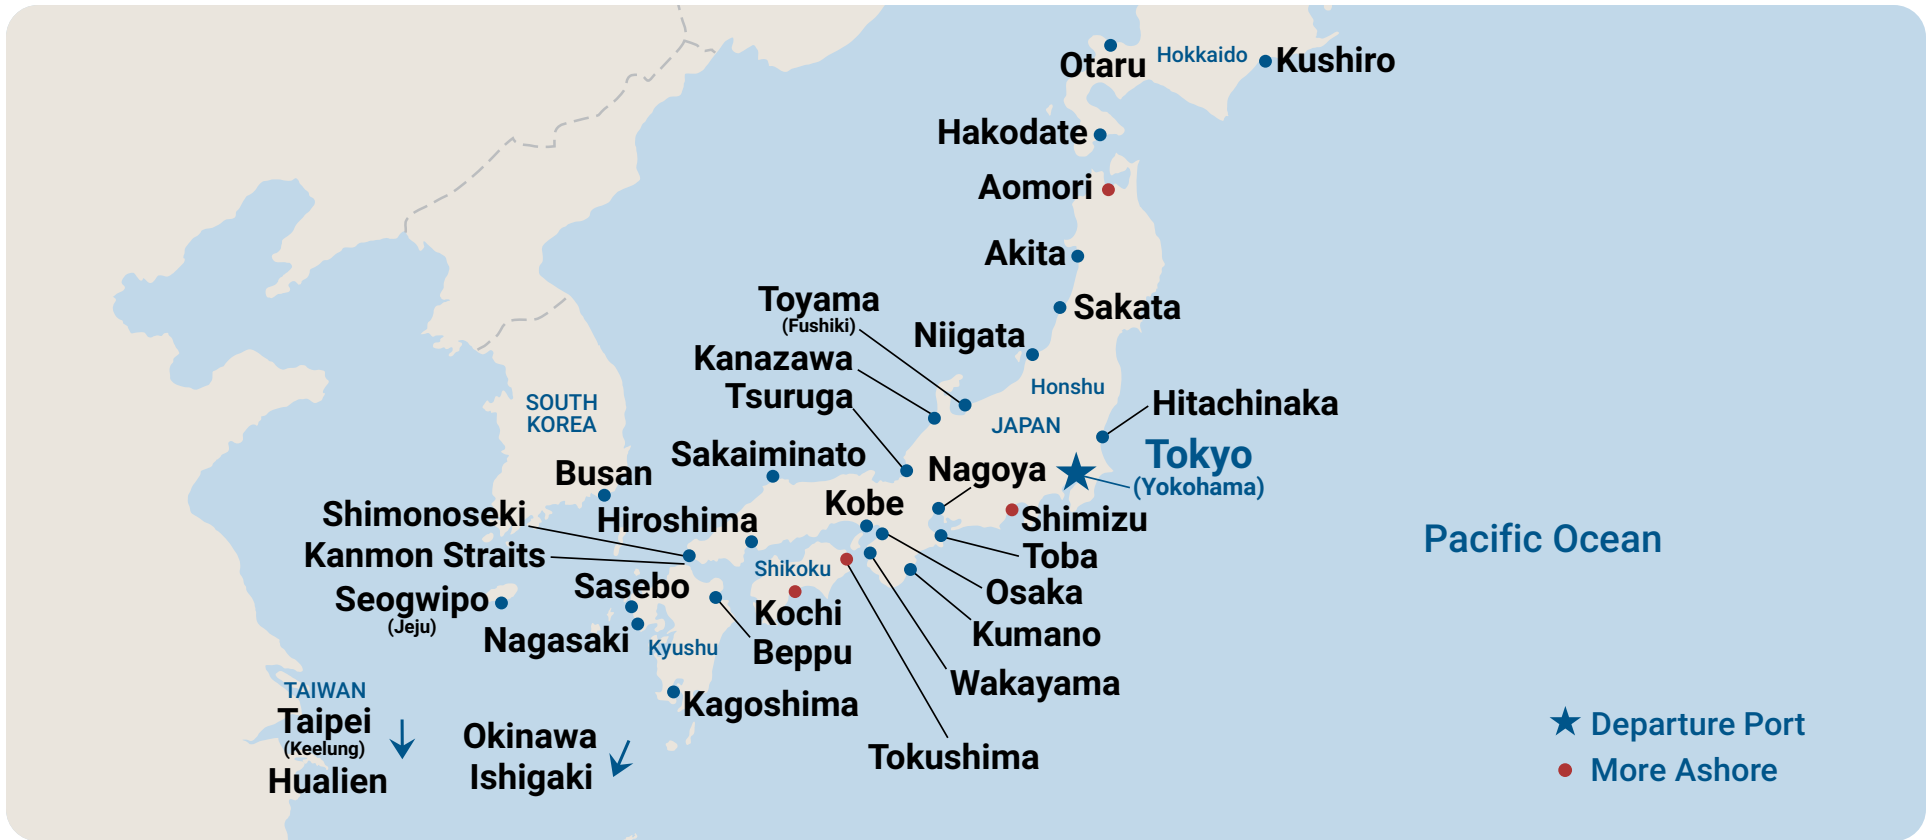 Otaru
Hokkaido
Kushiro
Hakodate
Aomori
Akita
Sakata
Toyama
(Fushiki)
Niigata
Kanazawa
Tsuruga
Honshu
JAPAN
Hitachinaka
SOUTH
KOREA
Tokyo
(Yokohama)
Sakaiminato
Nagoya
Busan
Kobe
Shimonoseki
Hiroshima
Shimizu
Pacific Ocean
Kanmon Straits
Toba
Shikoku
Sasebo
Osaka
Seogwipo
(Jeju)
Kochi
Kumano
Nagasaki
Kyushu
Beppu
Wakayama
TAIWAN
Taipei
(Keelung)
Hualien
Kagoshima
Okinawa
Ishigaki
Tokushima
Departure Port
More Ashore